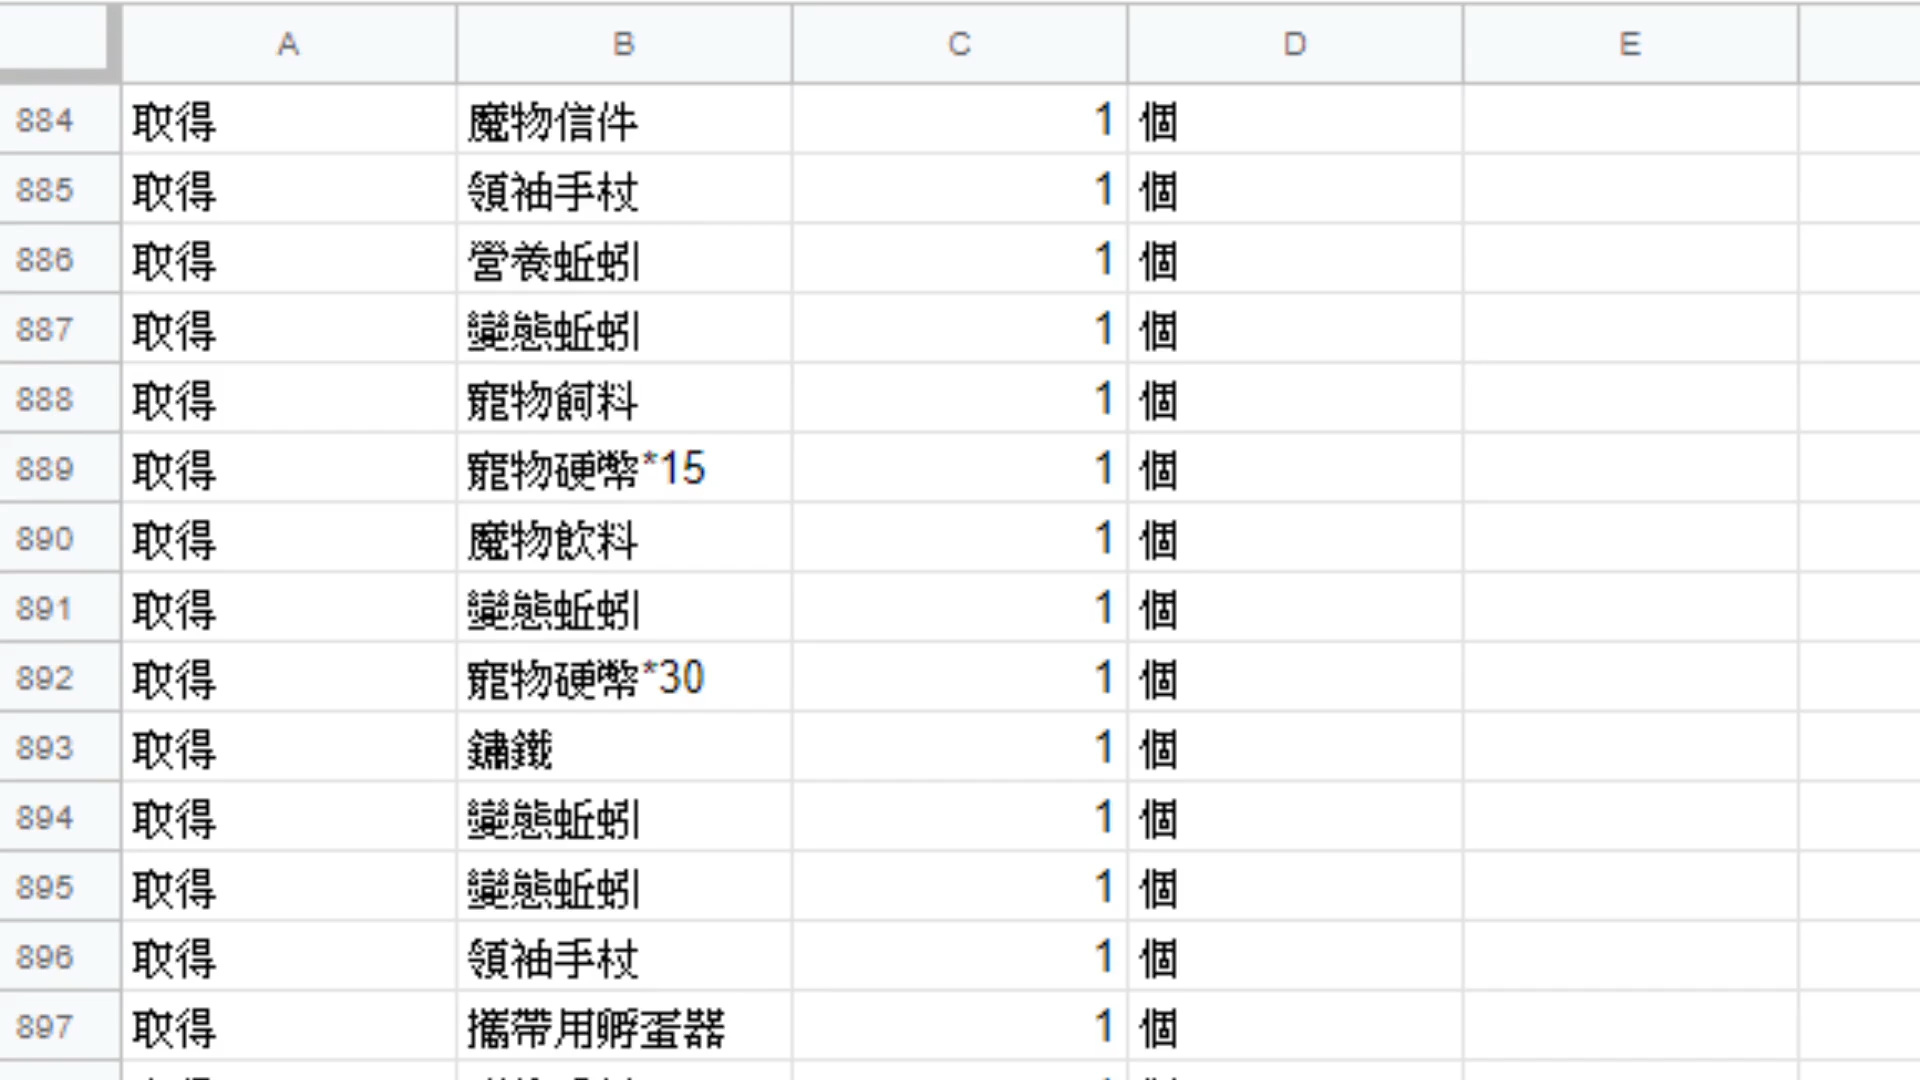 A B C D E
884 取得 魔物信件 1 個
885 取得 領袖手杖 1 個
886 取得 營養蚯蚓 1 個
887 取得 變態蚯蚓 1 個
888 取得 寵物飼料 1 個
889 取得 寵物硬幣*15 1 個
890 取得 魔物飲料 1 個
891 取得 變態蚯蚓 1 個
892 取得 寵物硬幣*30 1 個
893 取得 鏽鐵 1 個
894 取得 變態蚯蚓 1 個
895 取得 變態蚯蚓 1 個
896 取得 領袖手杖 1 個
897 取得 攜帶用孵蛋器 1 個